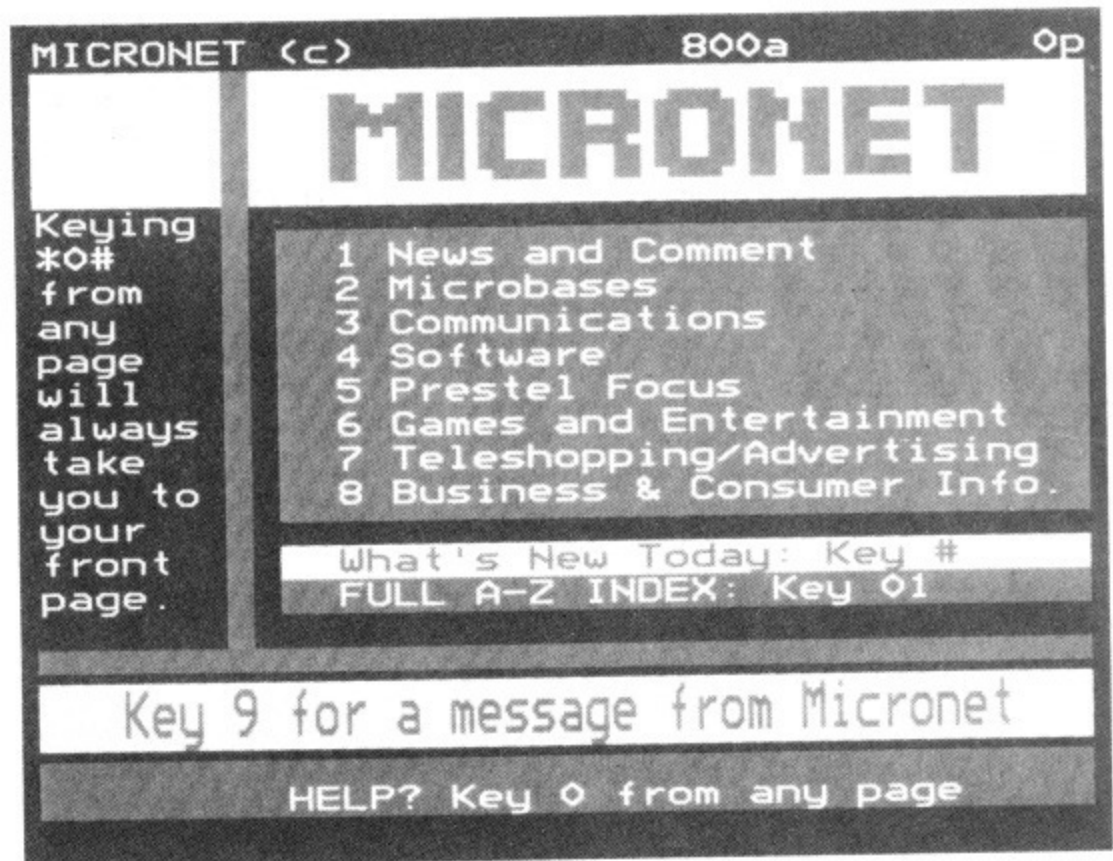 MICRONET (c) 800a 0p
MICRONET
Keying
*0#
from
any
page
will
always
take
you to
your
front
page.
1 News and Comment
2 Microbases
3 Communications
4 Software
5 Prestel Focus
6 Games and Entertainment
7 Teleshopping/Advertising
8 Business & Consumer Info.
What's New Today: Key #
FULL A-Z INDEX: Key 01
Key 9 for a message from Micronet
HELP? Key 0 from any page